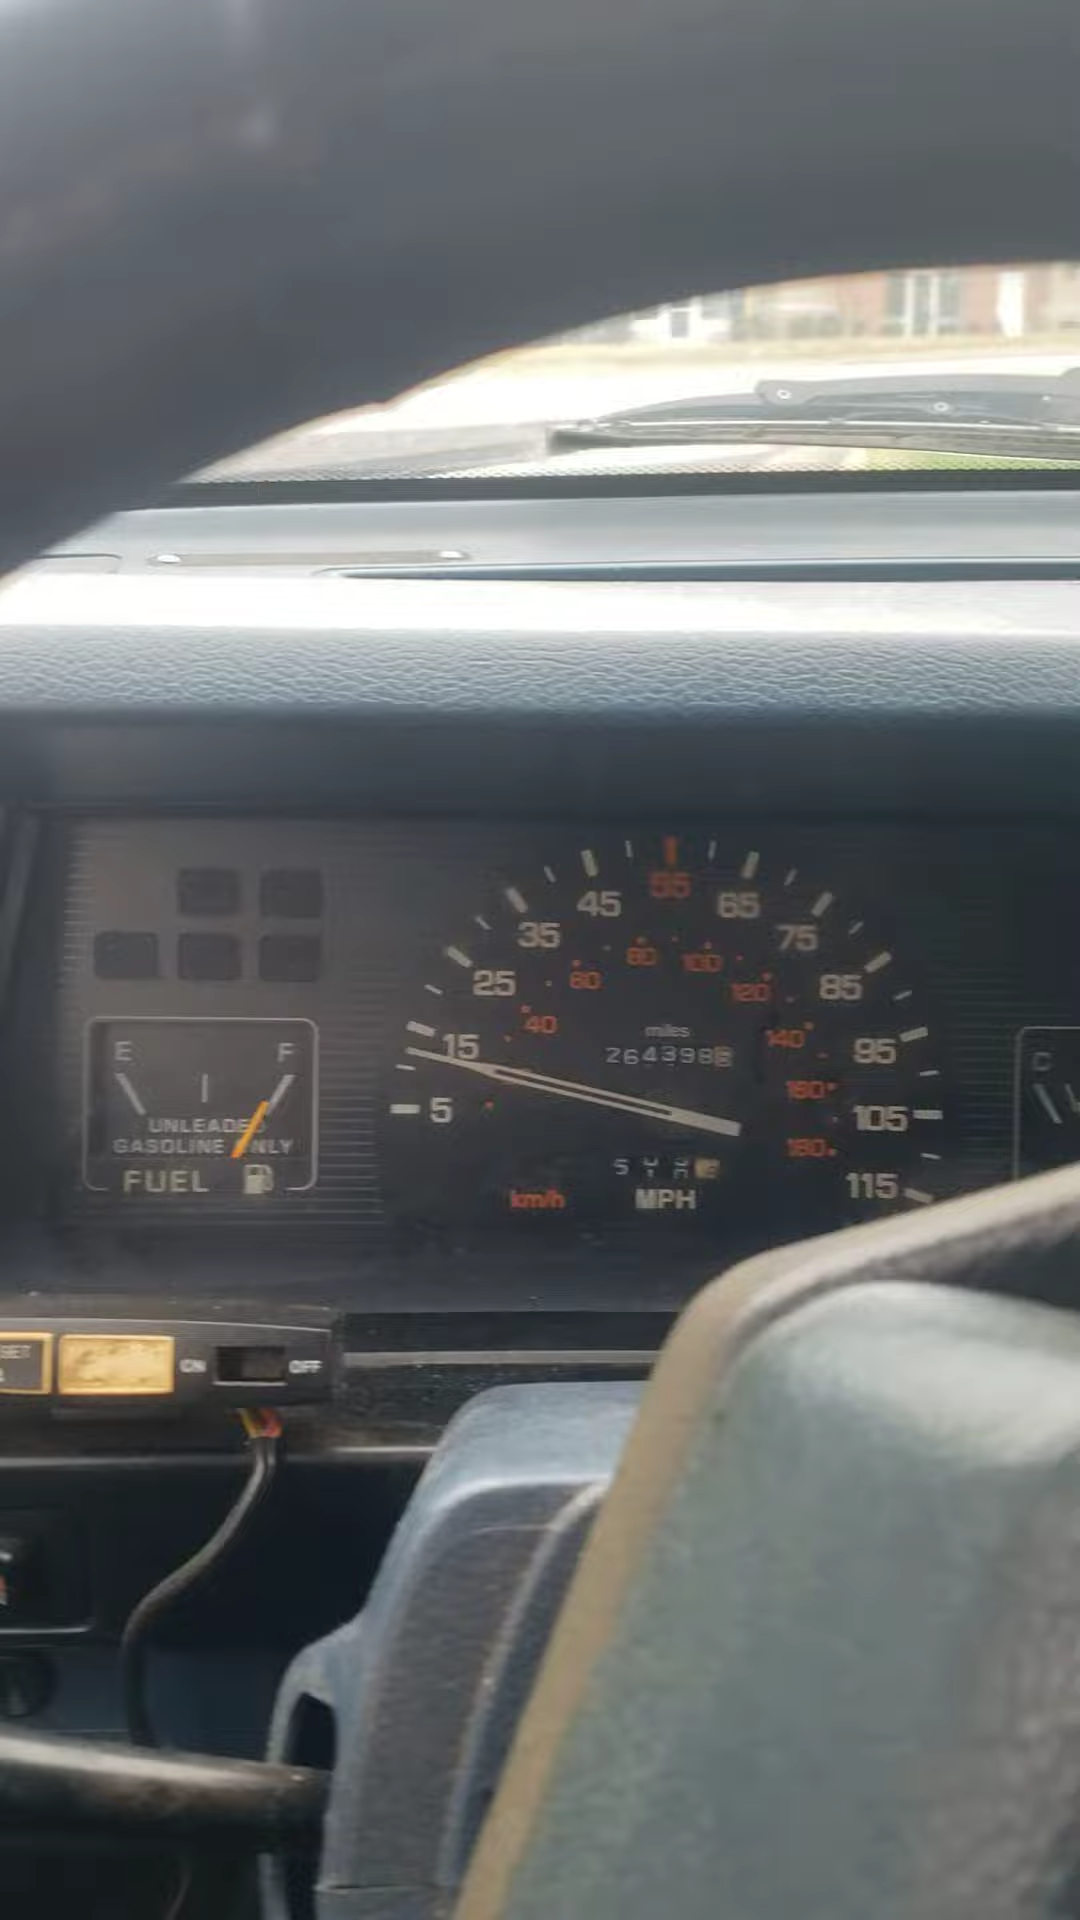 55
45 65
35 75
60 80 100
25 120 85
40 miles 140
E F 15 264398 95
160
5 105
UNLEADED
GASOLINE ONLY
180
FUEL 115
km/h MPH
SET ON OFF
C